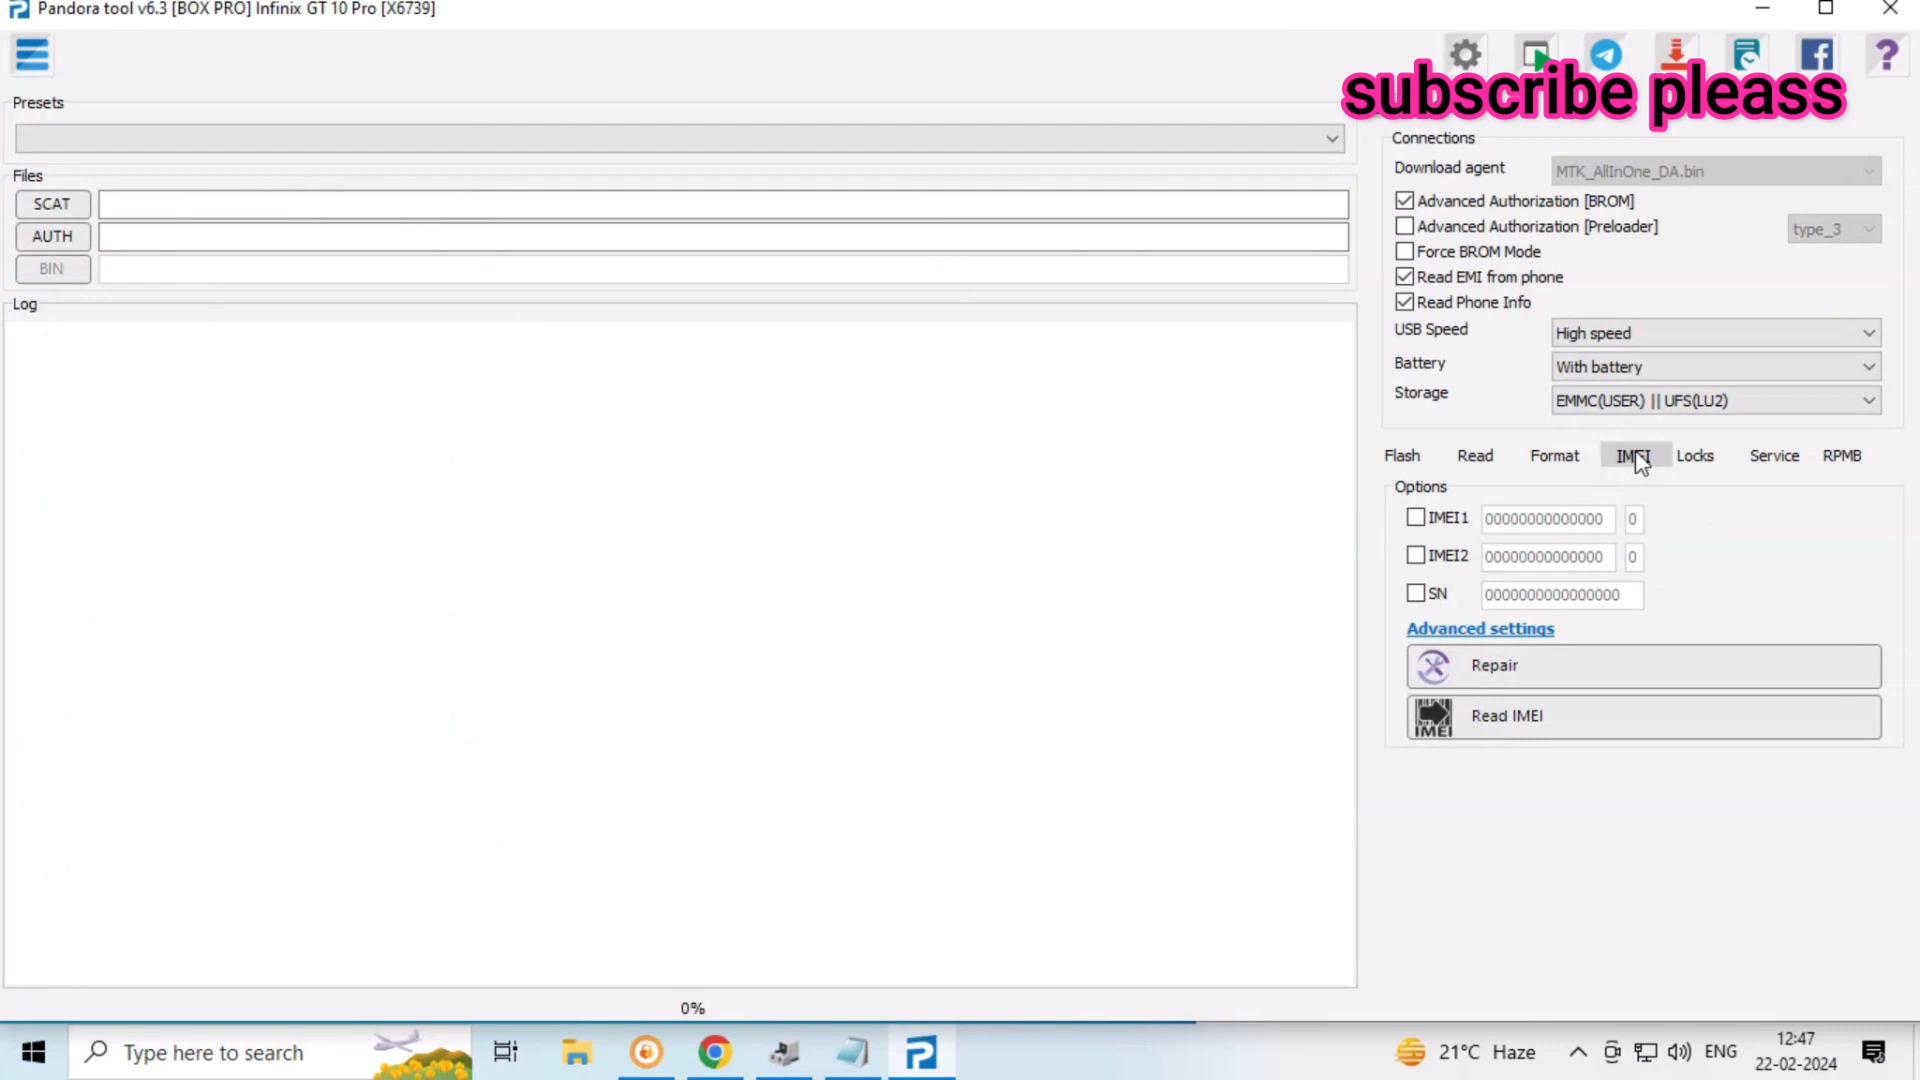 Pandora tool v6.3 [BOX PRO] Infinix GT 10 Pro [X6739]
subscribe pleass
Presets
Files
SCAT
AUTH
BIN
Log
0%
Connections
Download agent MTK_AllInOne_DA.bin
Advanced Authorization [BROM]
Advanced Authorization [Preloader] type_3
Force BROM Mode
Read EMI from phone
Read Phone Info
USB Speed High speed
Battery With battery
Storage EMMC(USER) || UFS(LU2)
Flash Read Format IMEI Locks Service RPMB
Options
IMEI1 00000000000000 0
IMEI2 00000000000000 0
SN 0000000000000000
Advanced settings
Repair
IMEI Read IMEI
Type here to search
21°C Haze
ENG
12:47
22-02-2024